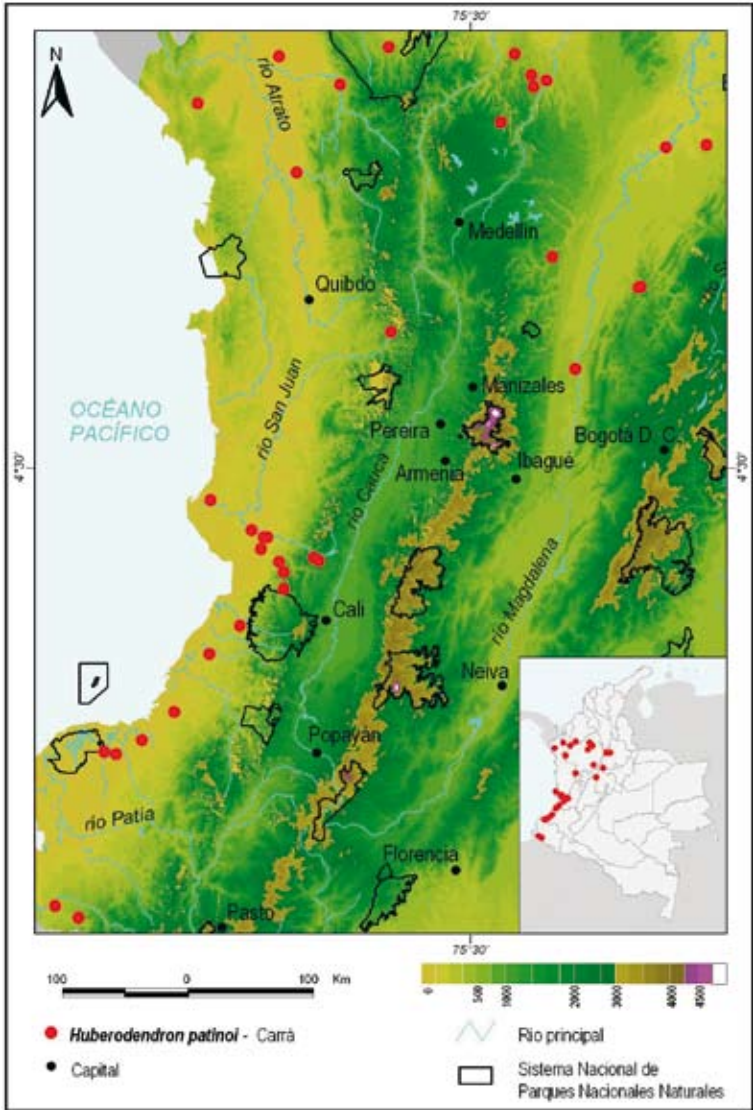 75°30'
N
río Atrato
Medellín
Quibdo
río San Juan
OCÉANO
PACÍFICO
Manizales
Pereira
Bogotá D. C.
4°30'
4°30'
Armenia
Ibagué
río Cauca
río Magdalena
Cali
Neiva
Popayán
río Patía
Florencia
Pasto
75°30'
100 0 100 Km
0 500 1000 2000 3000 4000 4500
Huberodendron patinoi - Carrá
Capital
Río principal
Sistema Nacional de
Parques Nacionales Naturales